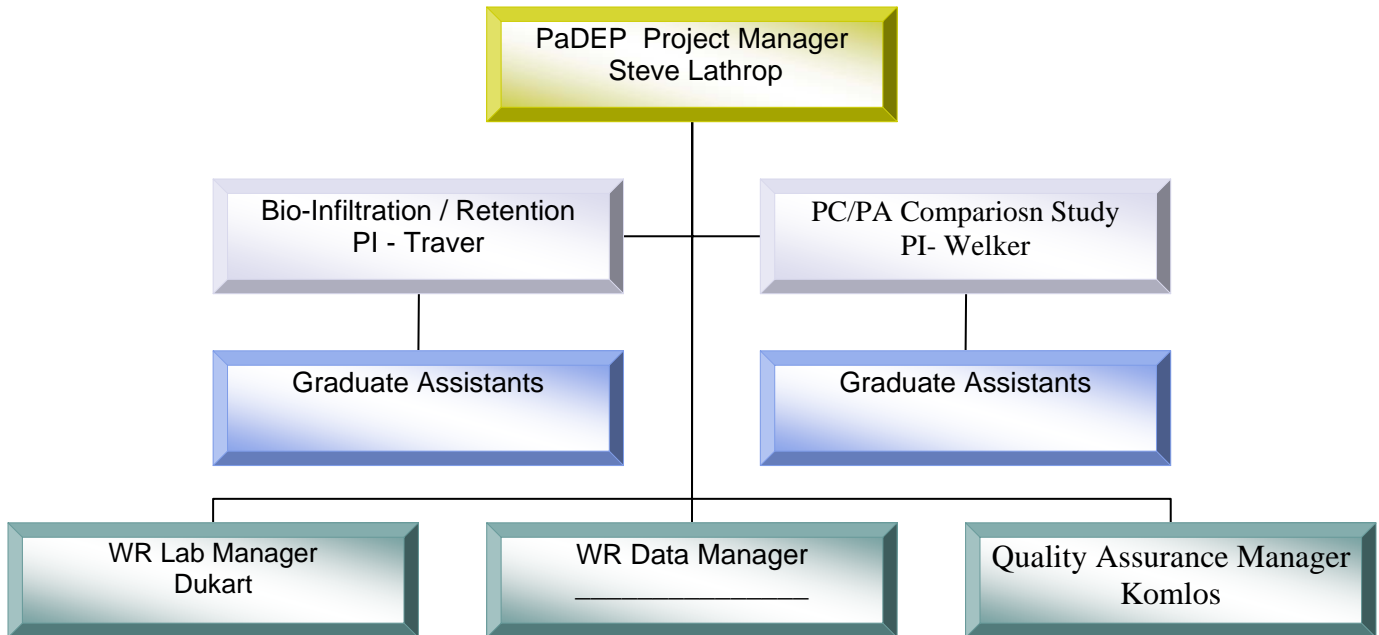 PaDEP Project Manager
Steve Lathrop
Bio-Infiltration / Retention
PI - Traver
PC/PA Compariosn Study
PI- Welker
Graduate Assistants
Graduate Assistants
WR Lab Manager
Dukart
WR Data Manager
_______________
Quality Assurance Manager
Komlos